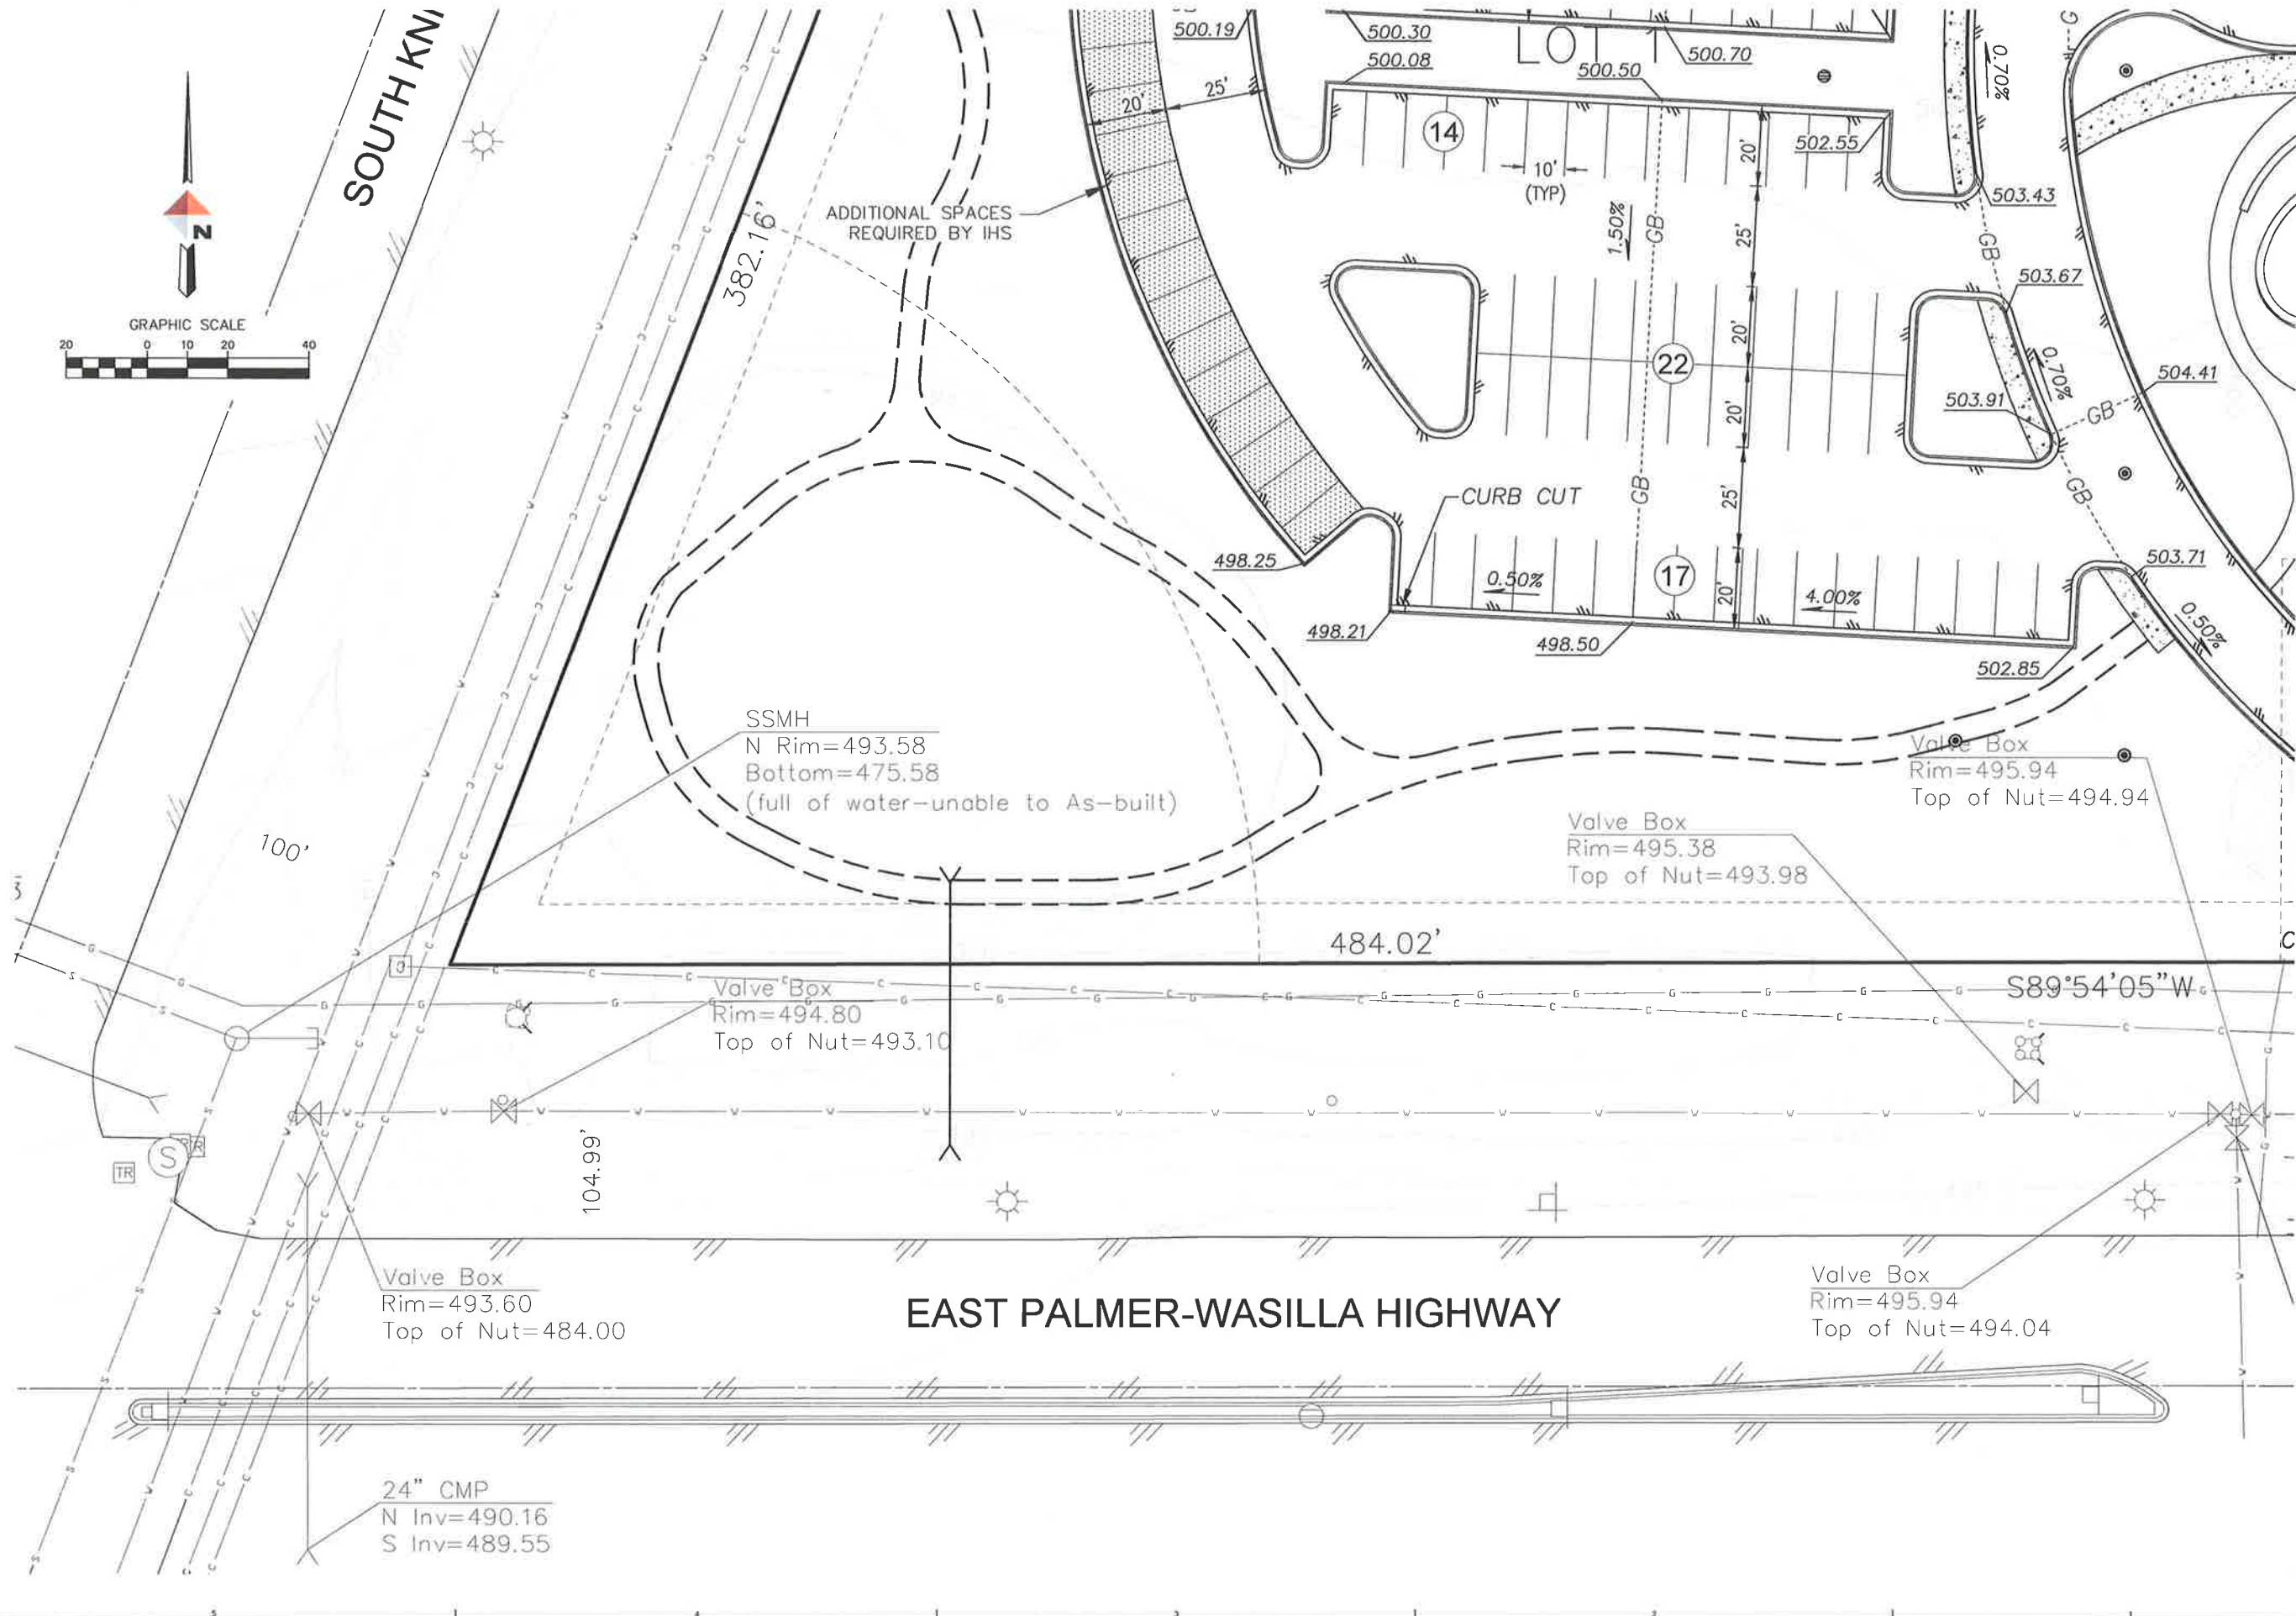 SOUTH KNI
500.19
500.30
LOT 1
500.70
500.08
500.50
0.70%
G
20'
25'
14
502.55
20'
10'
(TYP)
503.43
ADDITIONAL SPACES
REQUIRED BY IHS
382.16'
1.50%
GB
25'
GB
N
GRAPHIC SCALE
20 0 10 20 40
503.67
20'
22
0.70%
504.41
503.91
GB
20'
CURB CUT
GB
25'
GB
498.25
503.71
0.50%
17
20'
4.00%
0.50%
498.21
498.50
502.85
SSMH
N Rim=493.58
Bottom=475.58
(full of water-unable to As-built)
Valve Box
Rim=495.94
Top of Nut=494.94
Valve Box
Rim=495.38
Top of Nut=493.98
100'
484.02'
S89°54'05"W
Valve Box
Rim=494.80
Top of Nut=493.10
104.99'
TR
S
R
Valve Box
Rim=493.60
Top of Nut=484.00
EAST PALMER-WASILLA HIGHWAY
Valve Box
Rim=495.94
Top of Nut=494.04
24" CMP
N Inv=490.16
S Inv=489.55
5 4 3 2 1